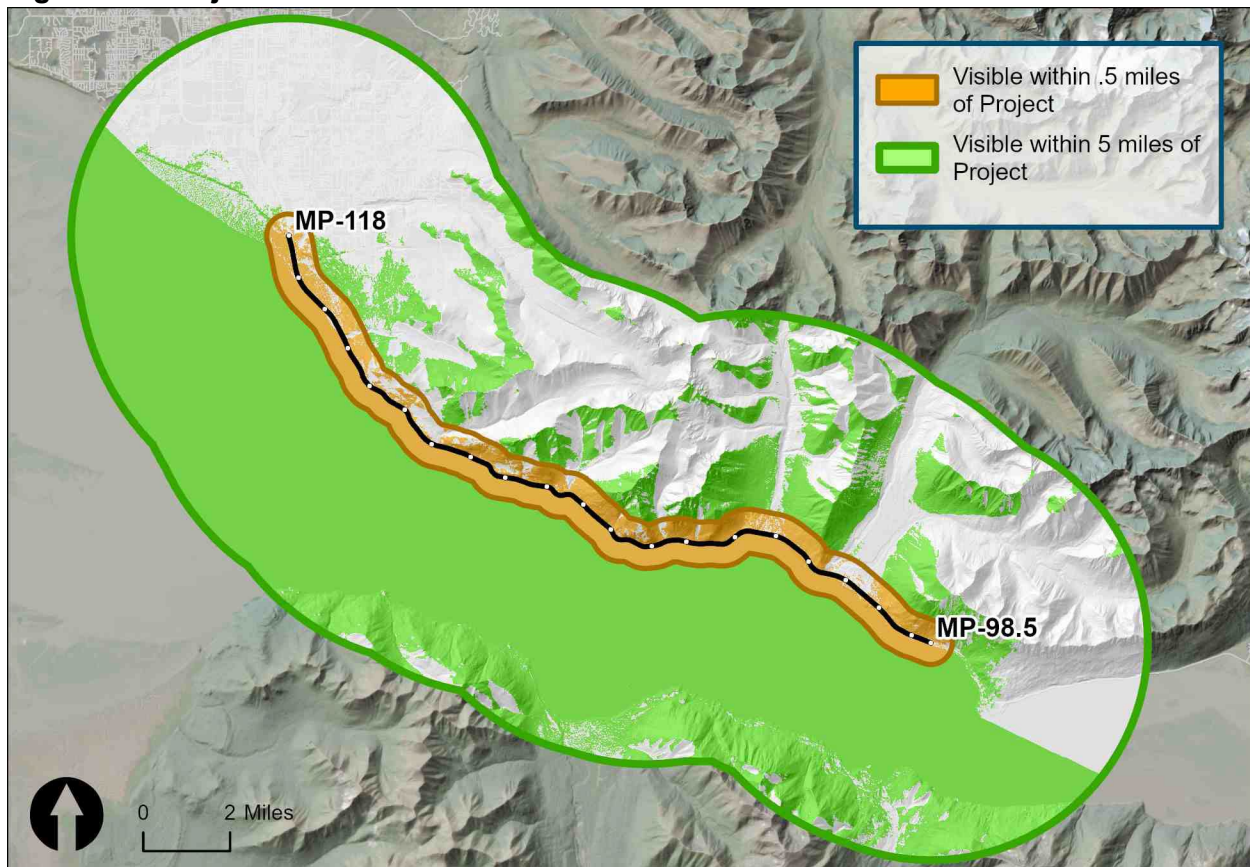 Visible within .5 miles
of Project
Visible within 5 miles of
Project
MP-118
MP-98.5
0 2 Miles